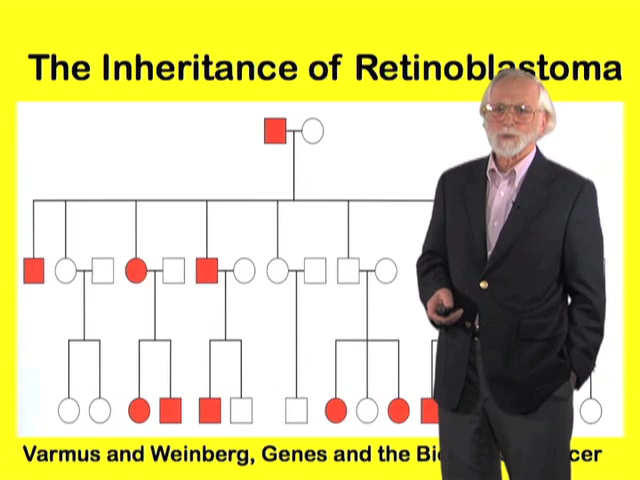 The Inheritance of Retinoblastoma
Varmus and Weinberg, Genes and the